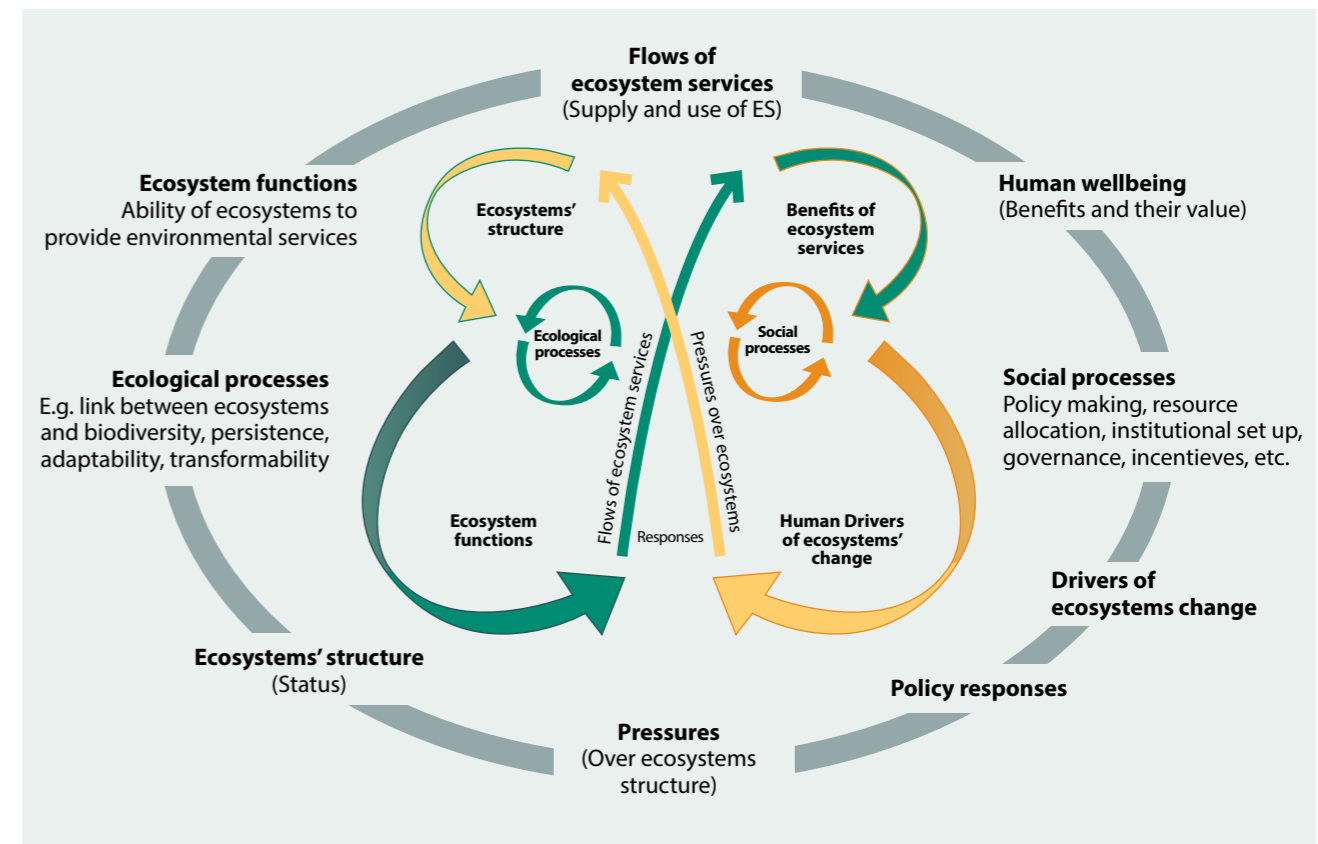 Flows of
ecosystem services
(Supply and use of ES)
Ecosystem functions
Ability of ecosystems to
provide environmental services
Human wellbeing
(Benefits and their value)
Ecosystems’
structure
Benefits of
ecosystem
services
Ecological
processes
Social
processes
Flows of ecosystem services
Pressures over ecosystems
Ecological processes
E.g. link between ecosystems
and biodiversity, persistence,
adaptability, transformability
Social processes
Policy making, resource
allocation, institutional set up,
governance, incentieves, etc.
Ecosystem
functions
Responses
Human Drivers
of ecosystems’
change
Drivers of
ecosystems change
Ecosystems’ structure
(Status)
Policy responses
Pressures
(Over ecosystems
structure)